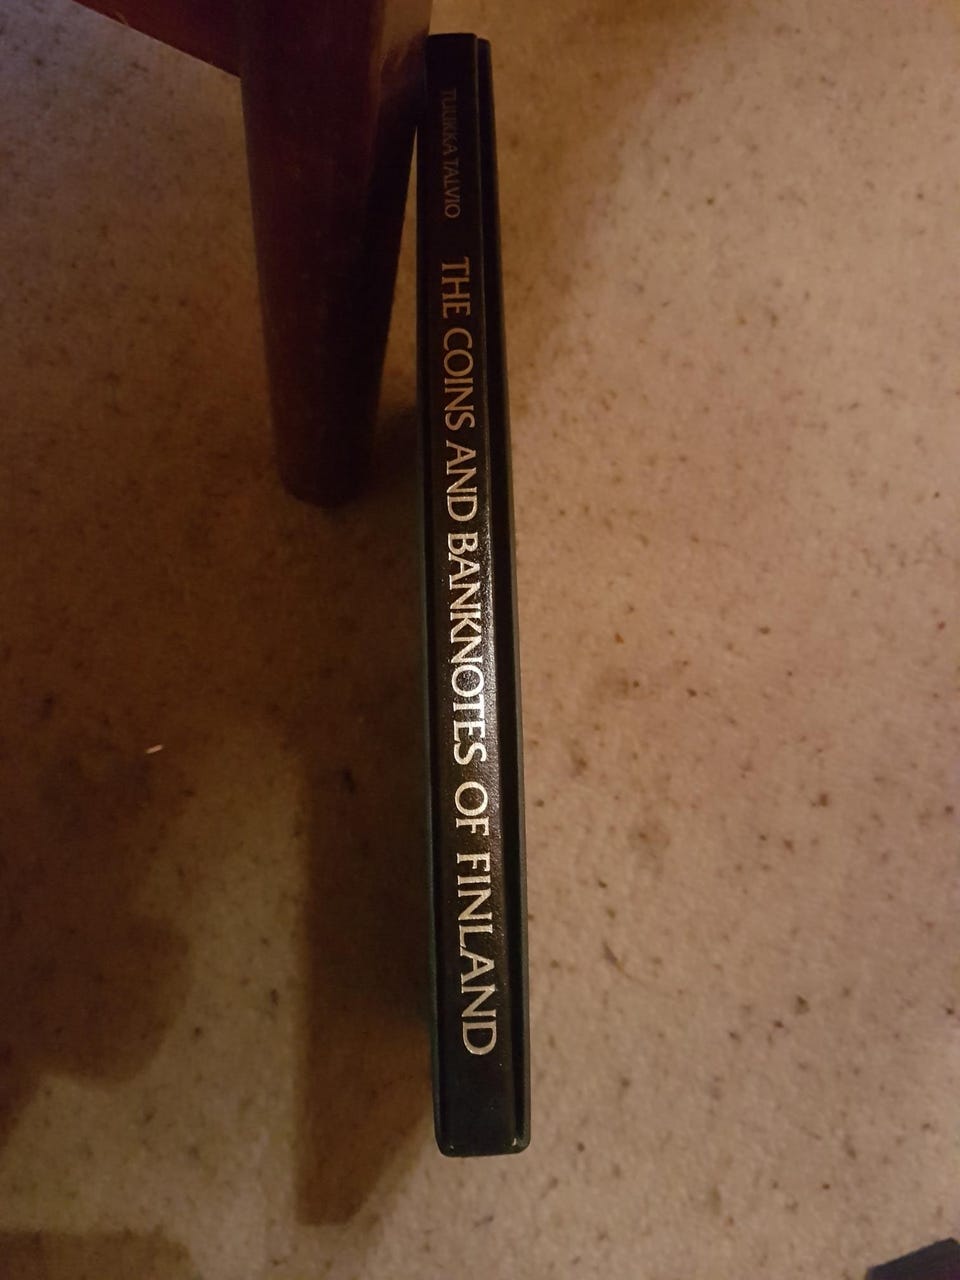 TUUKKA TALVIO THE COINS AND BANKNOTES OF FINLAND